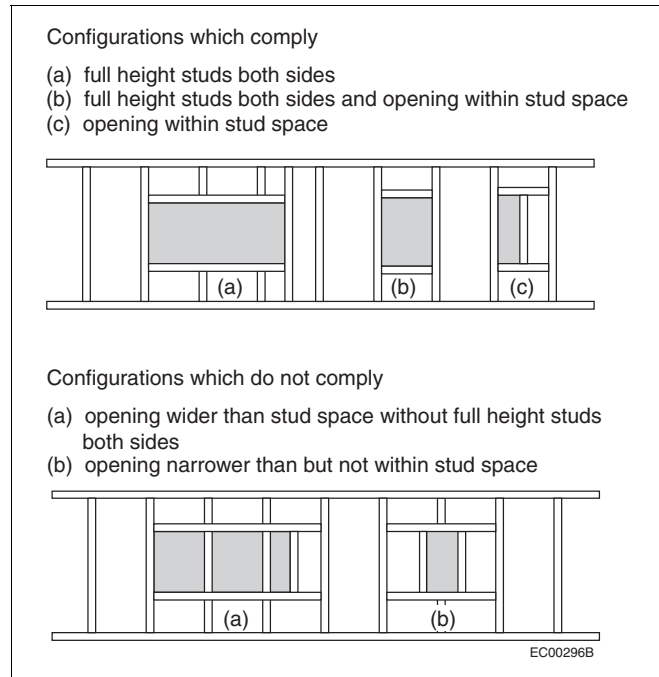 Configurations which comply
(a) full height studs both sides
(b) full height studs both sides and opening within stud space
(c) opening within stud space
(a)
(b)
(c)
Configurations which do not comply
(a) opening wider than stud space without full height studs
both sides
(b) opening narrower than but not within stud space
(a)
(b)
EC00296B